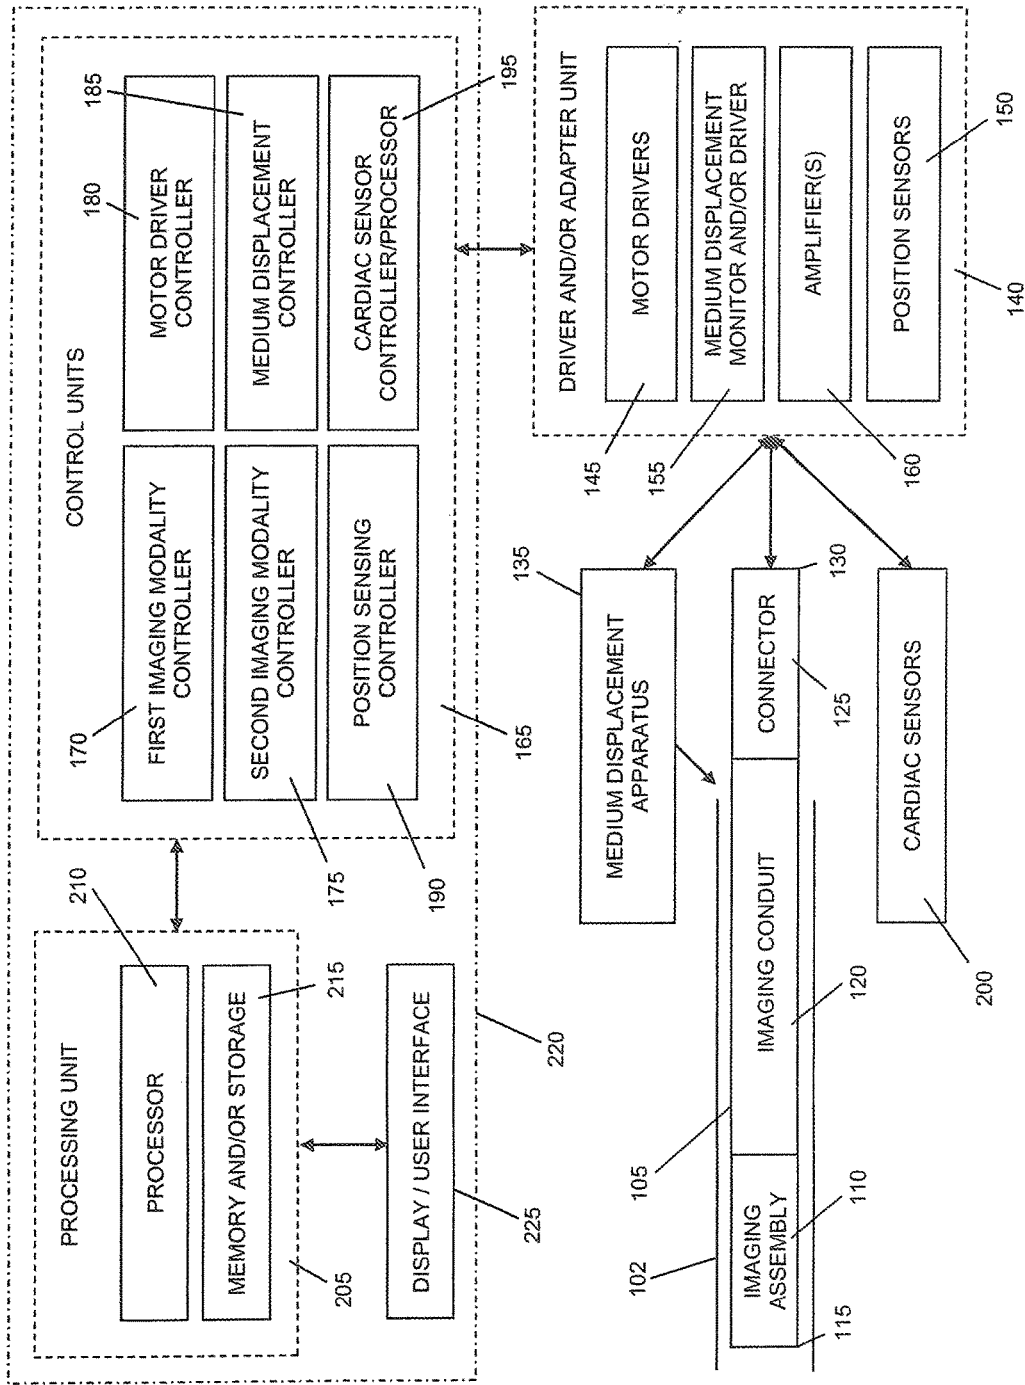 PROCESSING UNIT
PROCESSOR
210
MEMORY AND/OR STORAGE
215
205
DISPLAY / USER INTERFACE
225
220
CONTROL UNITS
170
FIRST IMAGING MODALITY
CONTROLLER
180
MOTOR DRIVER
CONTROLLER
185
SECOND IMAGING MODALITY
CONTROLLER
175
MEDIUM DISPLACEMENT
CONTROLLER
POSITION SENSING
CONTROLLER
190
165
CARDIAC SENSOR
CONTROLLER/PROCESSOR
195
DRIVER AND/OR ADAPTER UNIT
MOTOR DRIVERS
145
MEDIUM DISPLACEMENT
MONITOR AND/OR DRIVER
155
AMPLIFIER(S)
160
POSITION SENSORS
150
140
135
MEDIUM DISPLACEMENT
APPARATUS
102
105
IMAGING
ASSEMBLY
110
115
IMAGING CONDUIT
120
CONNECTOR
125
130
CARDIAC SENSORS
200